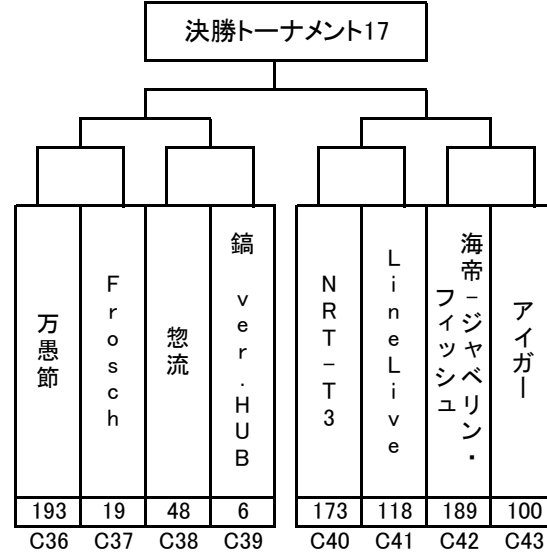 決勝トーナメント17
万愚節
Frosch
惣流
鎬 ver.HUB
NRT-T3
LineLive
海帝-ジャベリン・
フィッシュ
アイガー
193 19 48 6 173 118 189 100
C36 C37 C38 C39 C40 C41 C42 C43